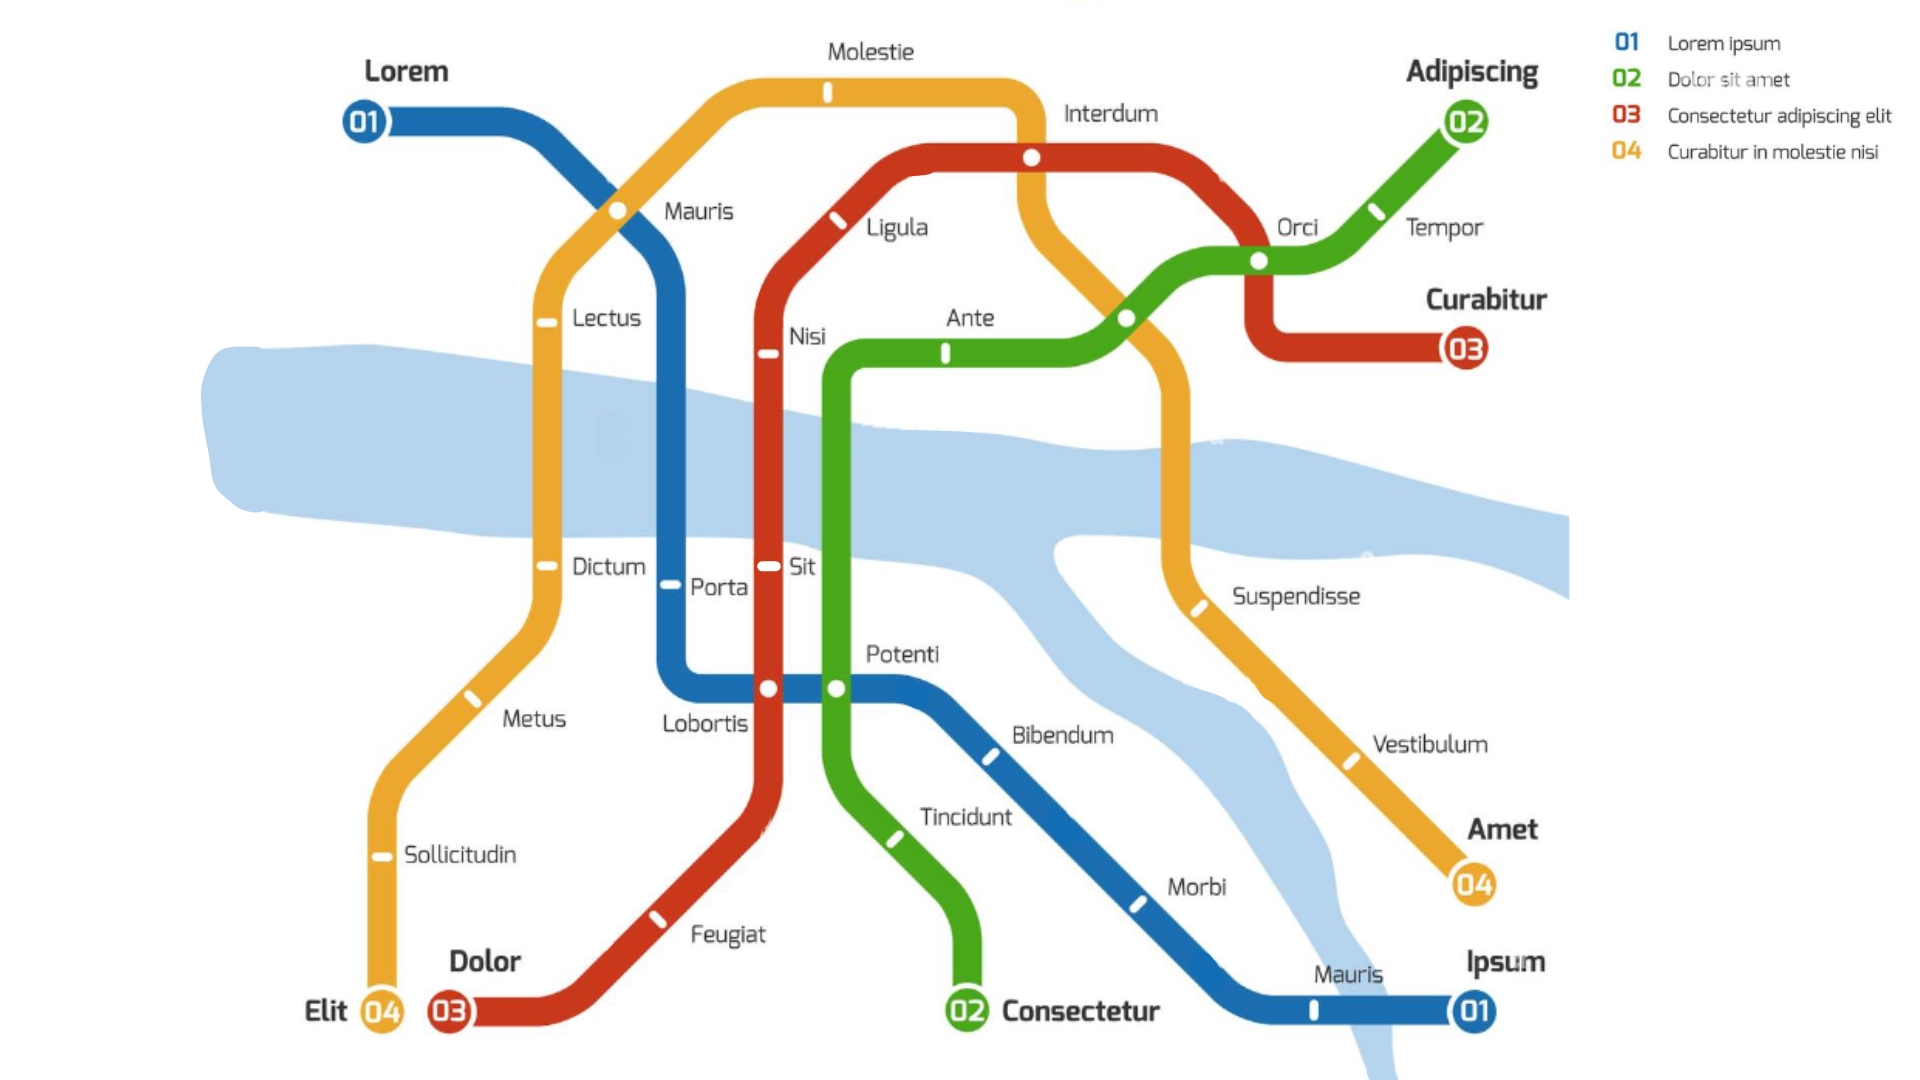 Molestie
Lorem
Adipiscing
01 Lorem ipsum
02 Dolor sit amet
03 Consectetur adipiscing elit
04 Curabitur in molestie nisi
01
02
Interdum
Mauris
Ligula
Orci
Tempor
Curabitur
Lectus
Nisi
Ante
03
Dictum
Porta
Sit
Suspendisse
Potenti
Metus
Lobortis
Bibendum
Vestibulum
Tincidunt
Amet
Sollicitudin
Morbi
04
Feugiat
Dolor
Mauris
Ipsum
Elit 04
03
02 Consectetur
01